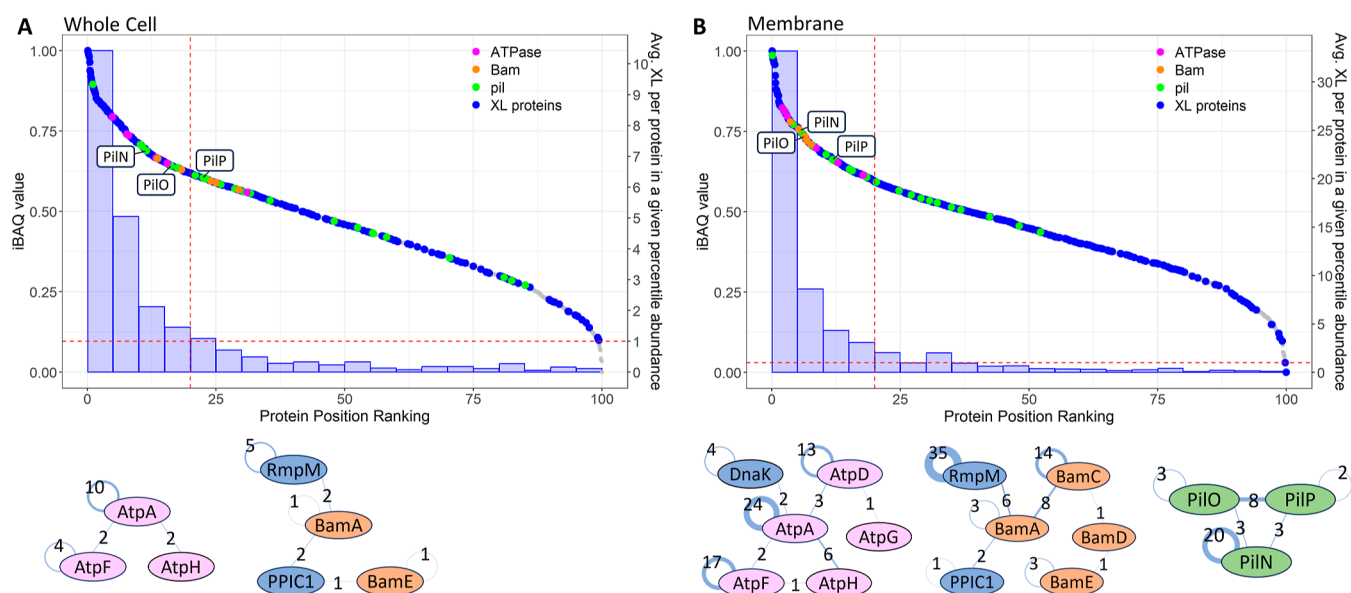 A Whole Cell
1.00
0.75
0.50
0.25
0.00
iBAQ value
ATPase
Bam
pil
XL proteins
PilN
PilO
PilP
10
9
8
7
6
5
4
3
2
1
0
Avg. XL per protein in a given percentile abundance
0 25 50 75 100
Protein Position Ranking
B Membrane
1.00
0.75
0.50
0.25
0.00
iBAQ value
ATPase
Bam
pil
XL proteins
PilN
PilO
PilP
30
25
20
15
10
5
0
Avg. XL per protein in a given percentile abundance
0 25 50 75 100
Protein Position Ranking
10
AtpA
2 2
4
AtpF AtpH
5
RmpM
2
1
BamA
2
1
PPIC1 1 BamE
4
DnaK
13
AtpD
2 3 1
24
AtpA
AtpG
2 6
17
AtpF 1 AtpH
35
RmpM
14
BamC
6 8
3
BamA
1
BamD
2
1
PPIC1
3
BamE
1
3
PilO 8 PilP
2
3 3
20
PilN